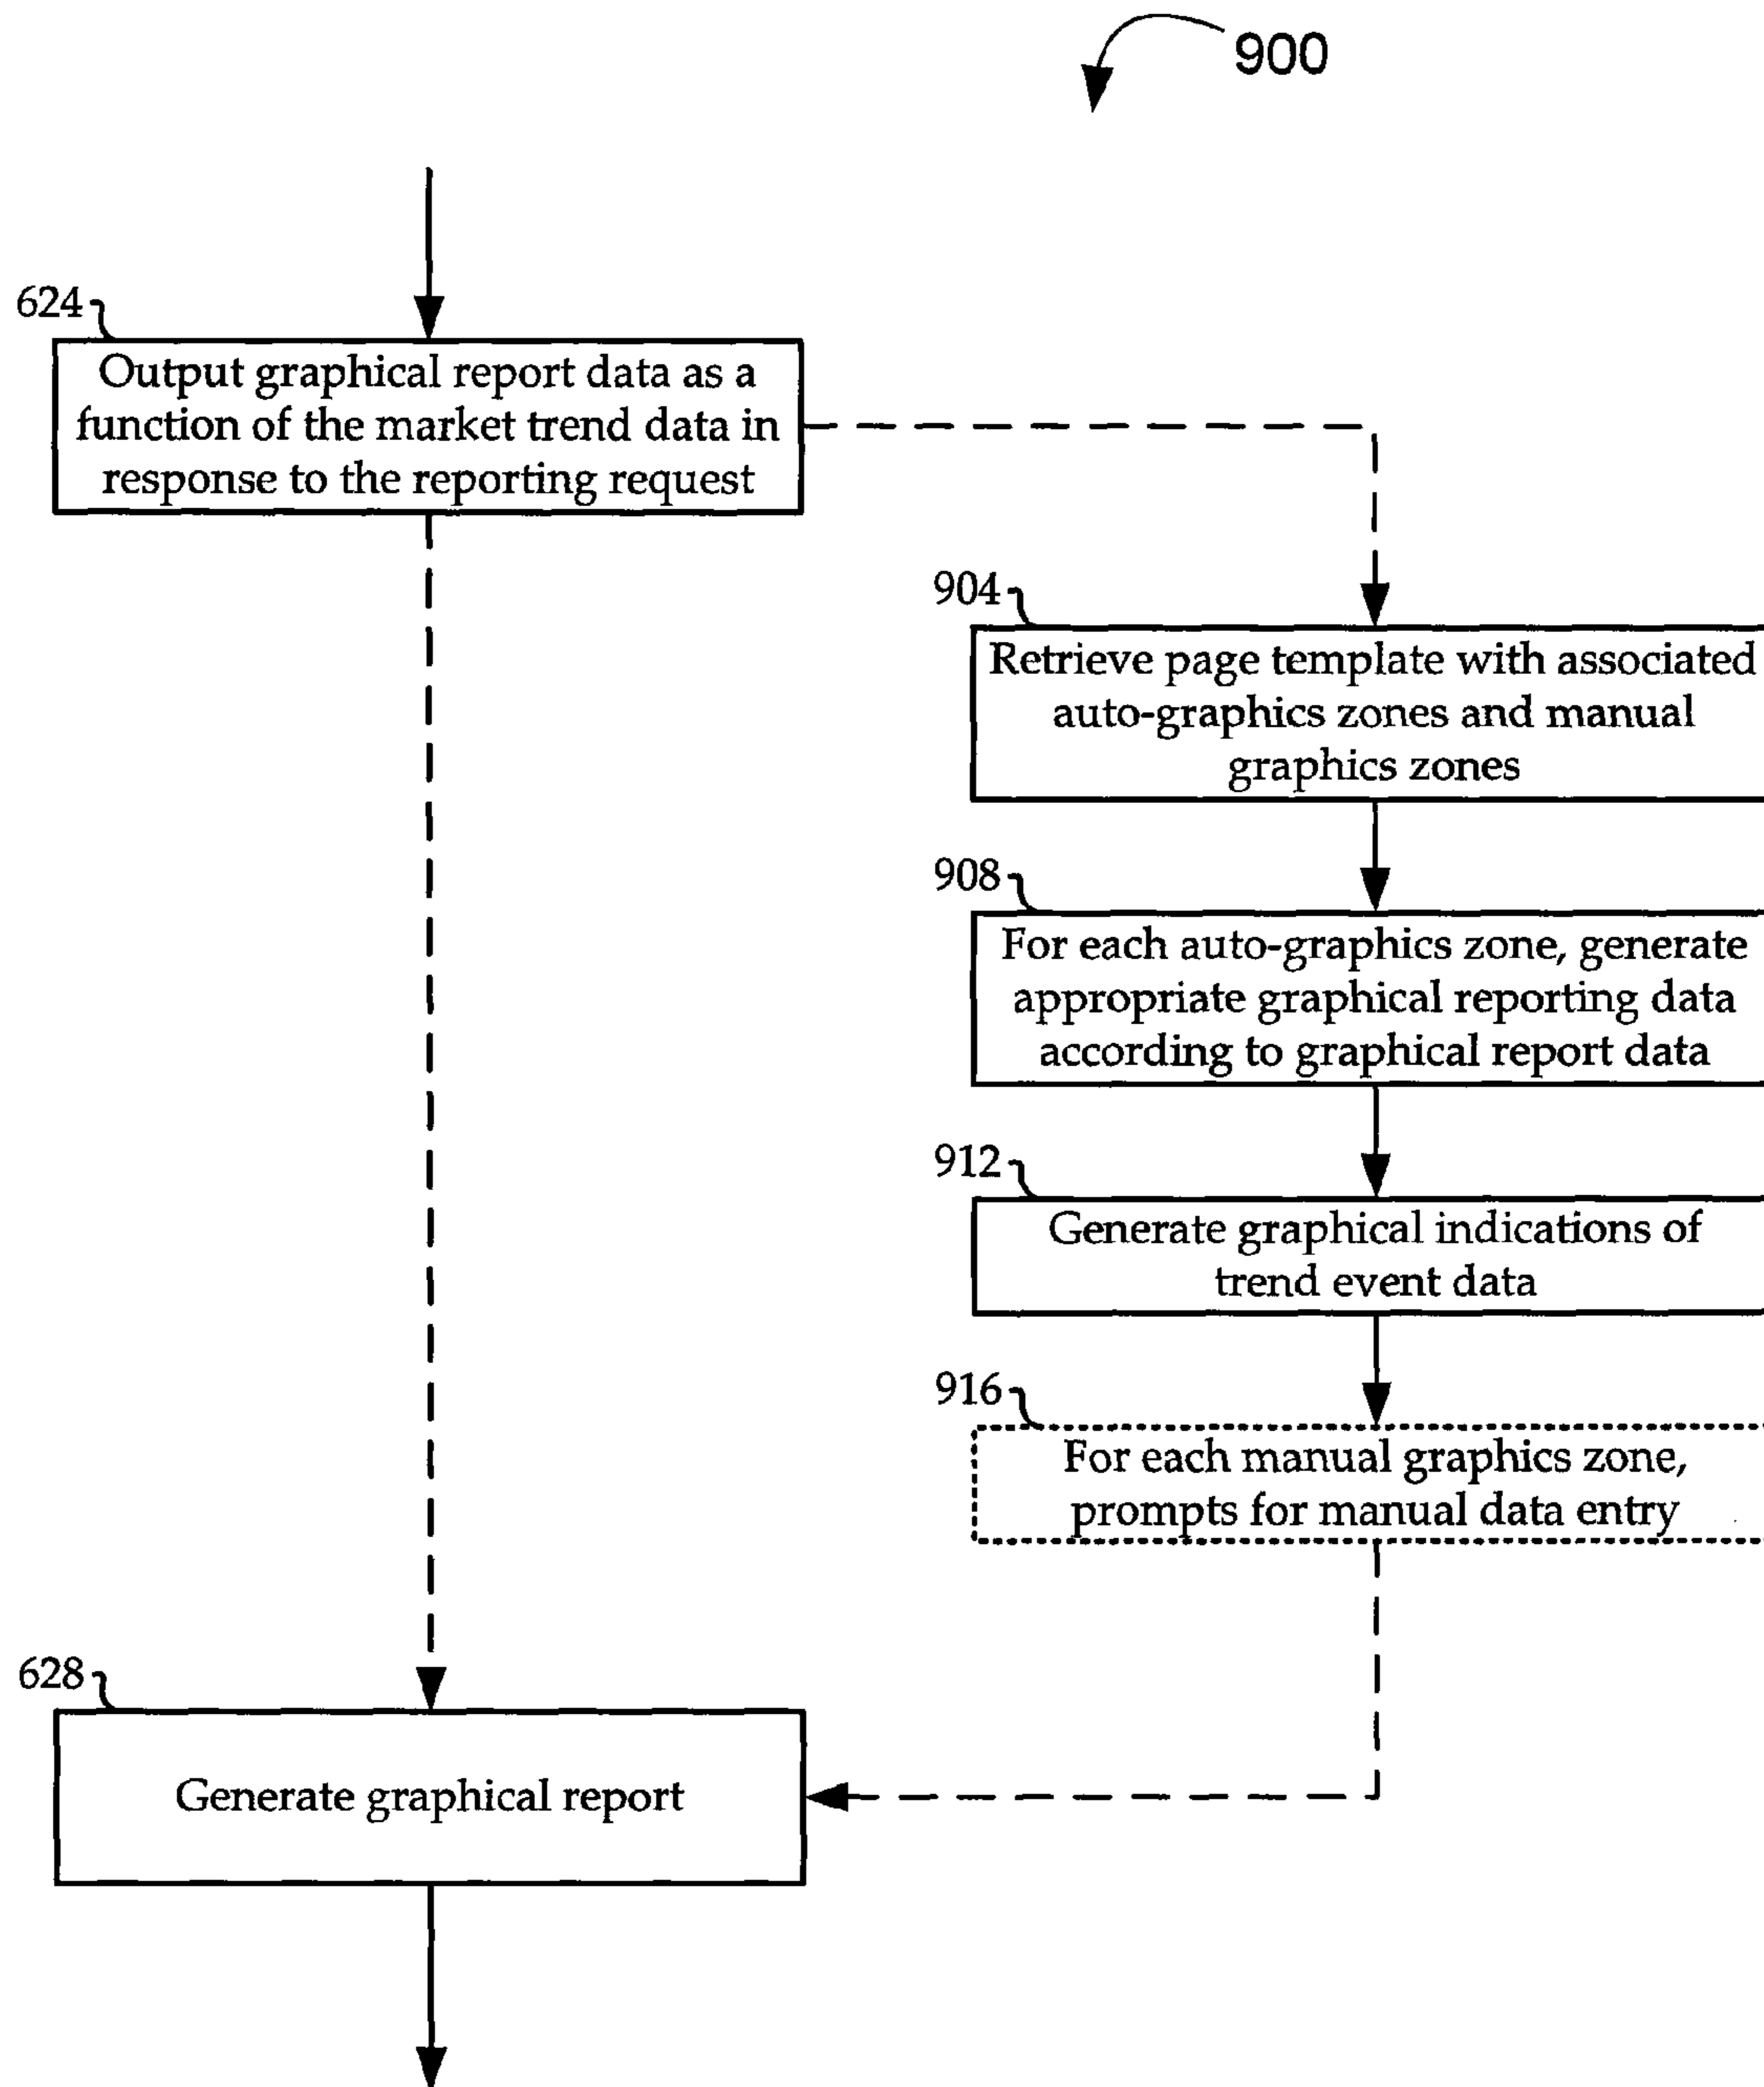 900
624
Output graphical report data as a
function of the market trend data in
response to the reporting request
904
Retrieve page template with associated
auto-graphics zones and manual
graphics zones
908
For each auto-graphics zone, generate
appropriate graphical reporting data
according to graphical report data
912
Generate graphical indications of
trend event data
916
For each manual graphics zone,
prompts for manual data entry
628
Generate graphical report